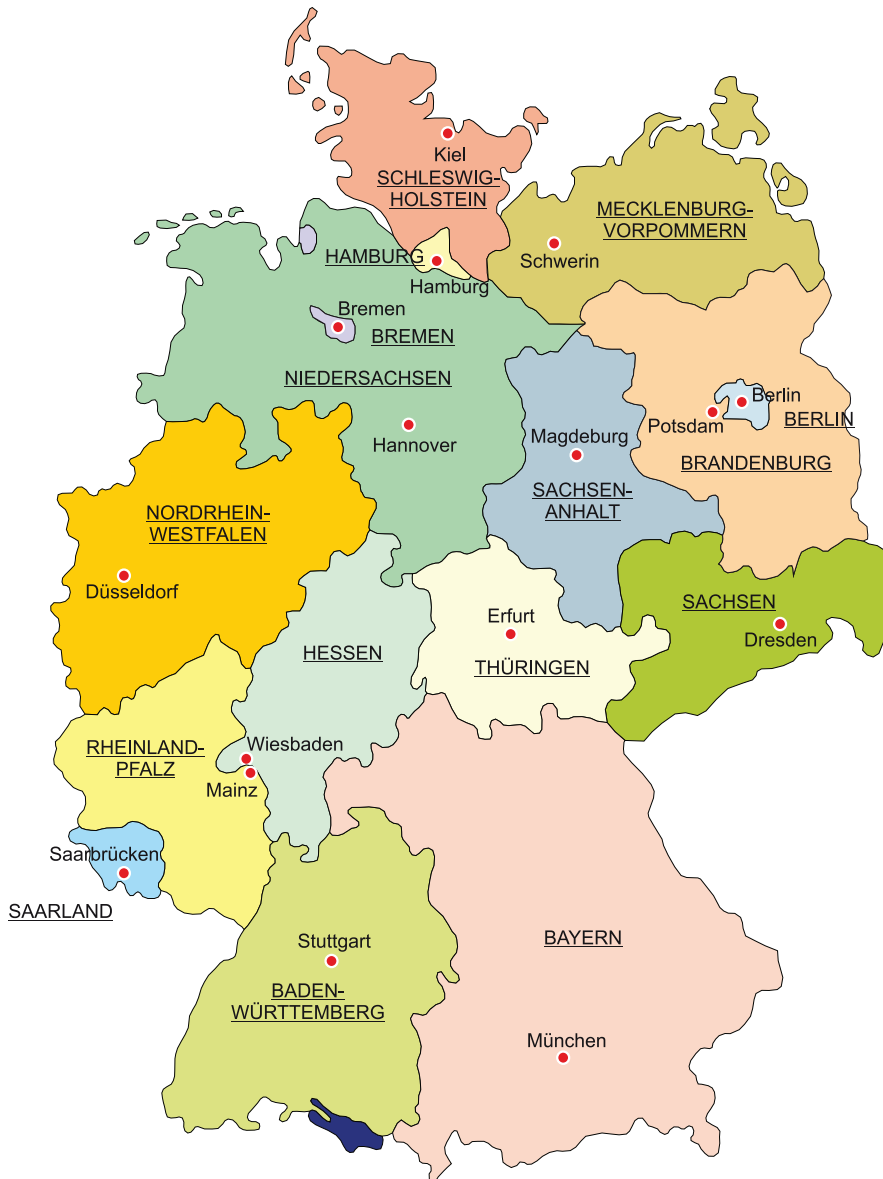 Kiel
SCHLESWIG-
HOLSTEIN
MECKLENBURG-
VORPOMMERN
Schwerin
HAMBURG
Hamburg
Bremen
BREMEN
NIEDERSACHSEN
Hannover
Berlin
Potsdam
BERLIN
BRANDENBURG
Magdeburg
SACHSEN-
ANHALT
NORDRHEIN-
WESTFALEN
Düsseldorf
SACHSEN
Dresden
Erfurt
THÜRINGEN
HESSEN
Wiesbaden
RHEINLAND-
PFALZ
Mainz
Saarbrücken
SAARLAND
Stuttgart
BADEN-
WÜRTTEMBERG
BAYERN
München